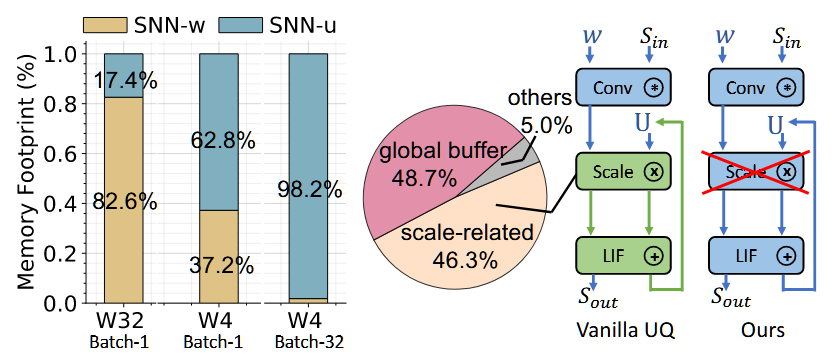 SNN-w SNN-u
Memory Footprint (%)
1.0
0.8
0.6
0.4
0.2
0.0
17.4%
82.6%
62.8%
37.2%
98.2%
W32
Batch-1
W4
Batch-1
W4
Batch-32
others
5.0%
global buffer
48.7%
scale-related
46.3%
w S_in
Conv *
U
Scale x
LIF +
S_out
Vanilla UQ
w S_in
Conv *
U
Scale x
LIF +
S_out
Ours